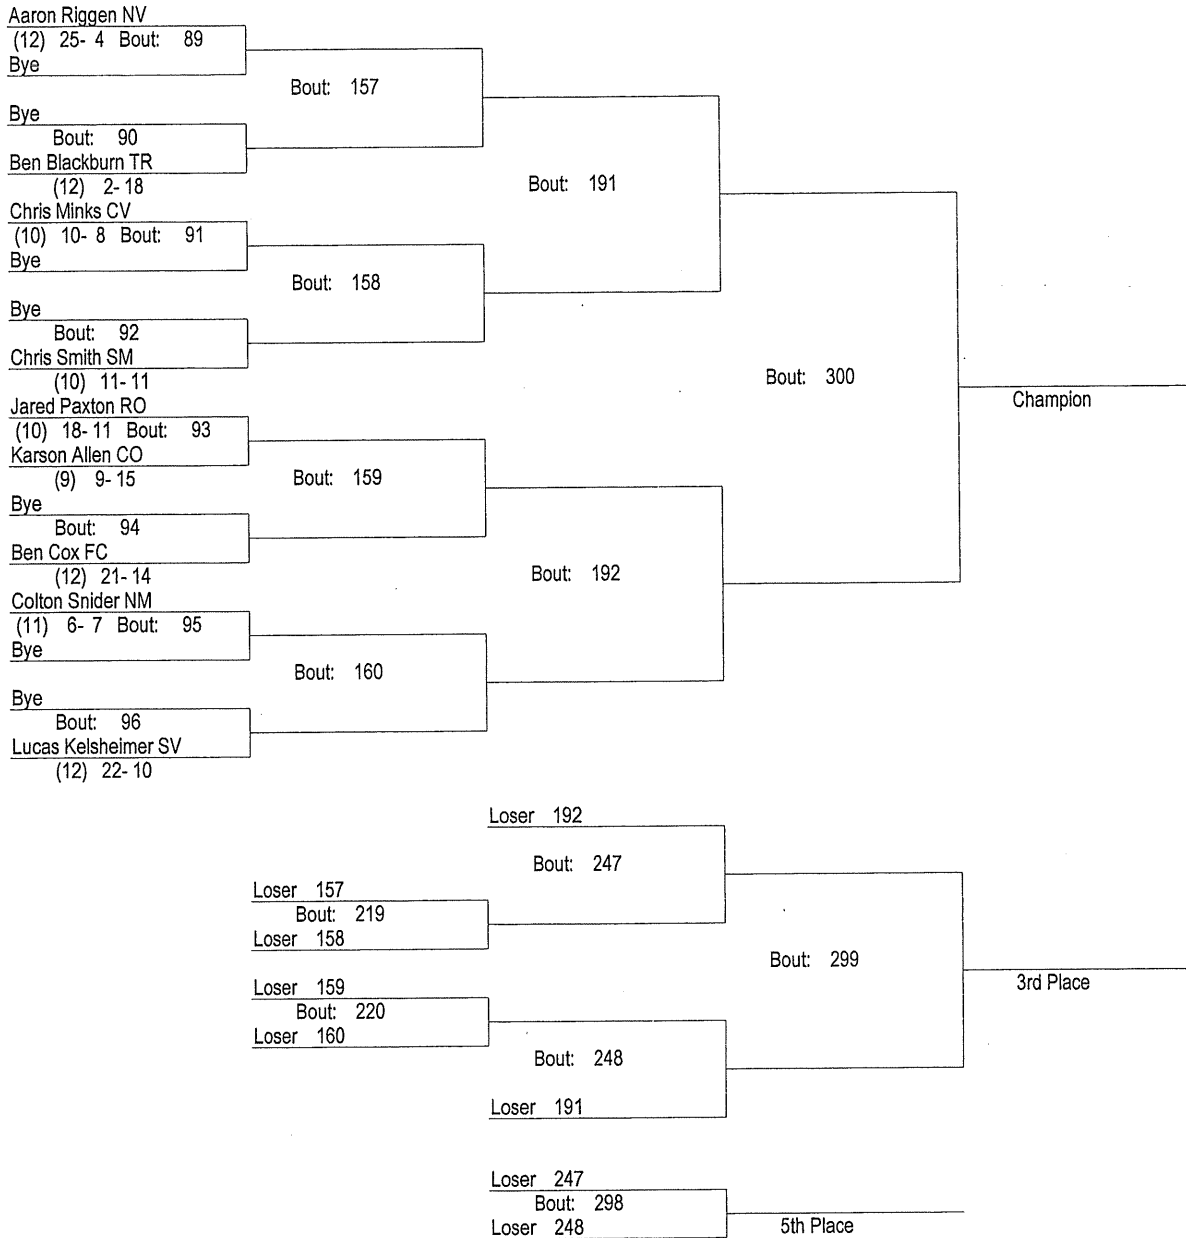 Aaron Riggen NV
(12) 25- 4 Bout: 89
Bye
Bout: 157
Bye
Bout: 90
Ben Blackburn TR
(12) 2- 18
Bout: 191
Chris Minks CV
(10) 10- 8 Bout: 91
Bye
Bout: 158
Bye
Bout: 92
Chris Smith SM
(10) 11- 11
Bout: 300
Champion
Jared Paxton RO
(10) 18- 11 Bout: 93
Karson Allen CO
(9) 9- 15
Bout: 159
Bye
Bout: 94
Ben Cox FC
(12) 21- 14
Bout: 192
Colton Snider NM
(11) 6- 7 Bout: 95
Bye
Bout: 160
Bye
Bout: 96
Lucas Kelsheimer SV
(12) 22- 10
Loser 192
Bout: 247
Loser 157
Bout: 219
Loser 158
Bout: 299
3rd Place
Loser 159
Bout: 220
Loser 160
Bout: 248
Loser 191
Loser 247
Bout: 298
Loser 248
5th Place